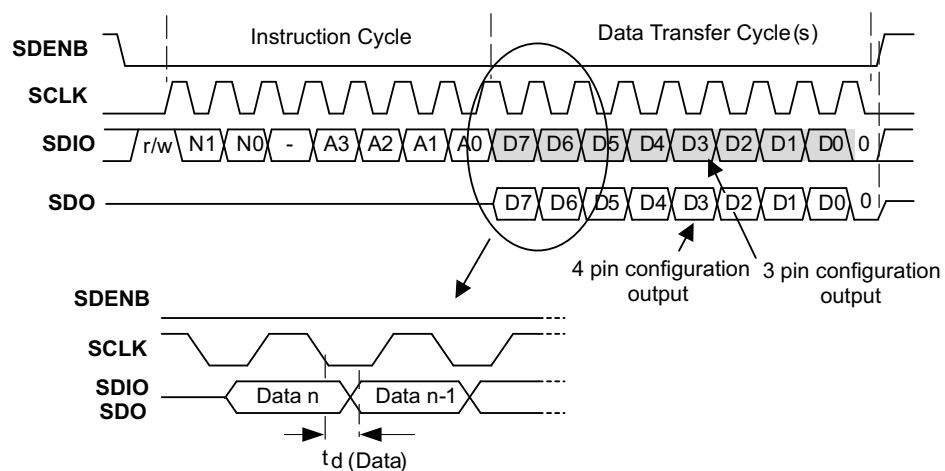 Instruction Cycle Data Transfer Cycle(s)
SDENB
SCLK
SDIO r/w N1 N0 - A3 A2 A1 A0 D7 D6 D5 D4 D3 D2 D1 D0 0
SDO D7 D6 D5 D4 D3 D2 D1 D0 0
4 pin configuration
output
3 pin configuration
output
SDENB
SCLK
SDIO
SDO
Data n Data n-1
td (Data)